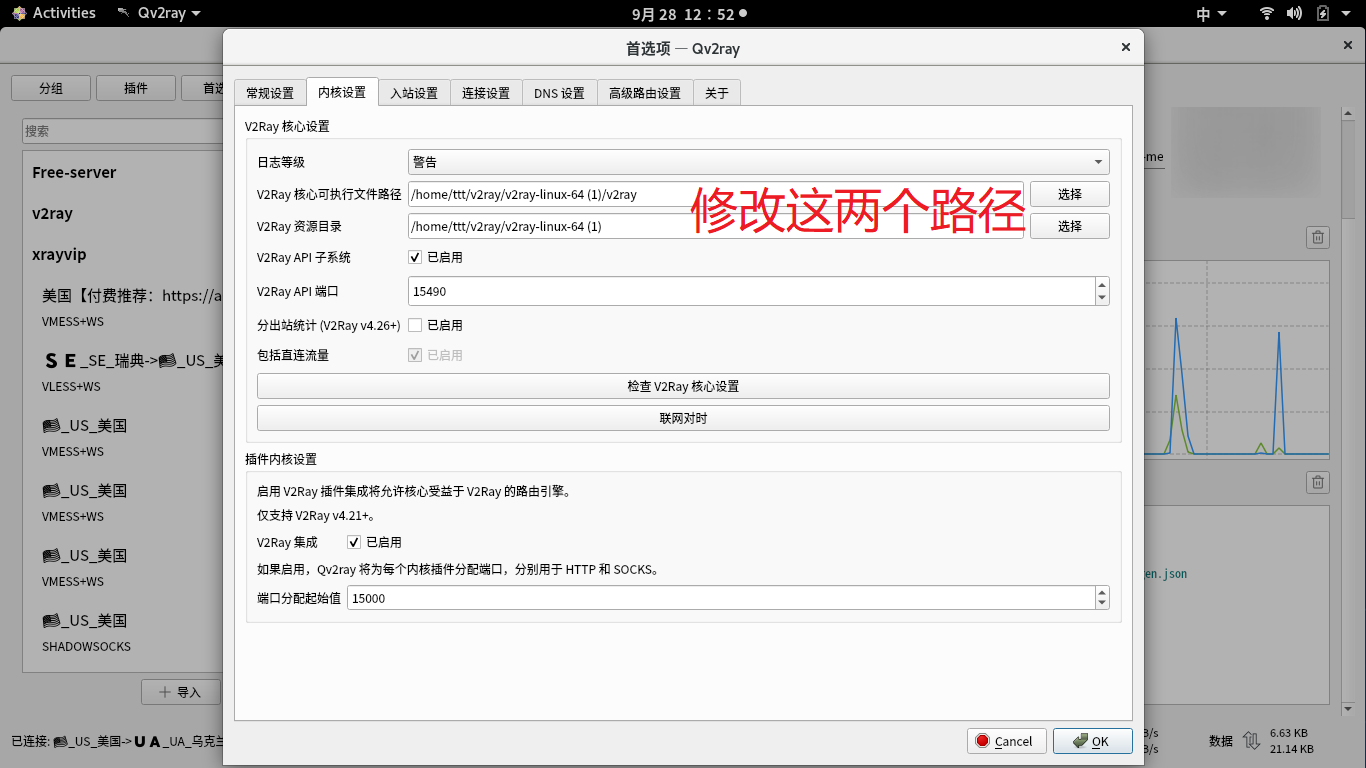 Activities Qv2ray 9月 28 12：52 中
首选项 — Qv2ray
分组 插件 首选
常规设置 内核设置 入站设置 连接设置 DNS 设置 高级路由设置 关于
搜索
V2Ray 核心设置
日志等级 警告
V2Ray 核心可执行文件路径 /home/ttt/v2ray/v2ray-linux-64 (1)/v2ray 选择
V2Ray 资源目录 /home/ttt/v2ray/v2ray-linux-64 (1) 选择
修改这两个路径
V2Ray API 子系统 已启用
V2Ray API 端口 15490
分出站统计 (V2Ray v4.26+) 已启用
包括直连流量 已启用
检查 V2Ray 核心设置
联网对时
插件内核设置
启用 V2Ray 插件集成将允许核心受益于 V2Ray 的路由引擎。
仅支持 V2Ray v4.21+。
V2Ray 集成 已启用
如果启用，Qv2ray 将为每个内核插件分配端口，分别用于 HTTP 和 SOCKS。
端口分配起始值 15000
Cancel OK
Free-server
v2ray
xrayvip
美国【付费推荐：https://a
VMESS+WS
S E _SE_瑞典->_US_美
VLESS+WS
_US_美国
VMESS+WS
_US_美国
VMESS+WS
_US_美国
VMESS+WS
_US_美国
SHADOWSOCKS
导入
已连接: _US_美国->U A _UA_乌克兰
-me
en.json
B/s
B/s
数据
6.63 KB
21.14 KB